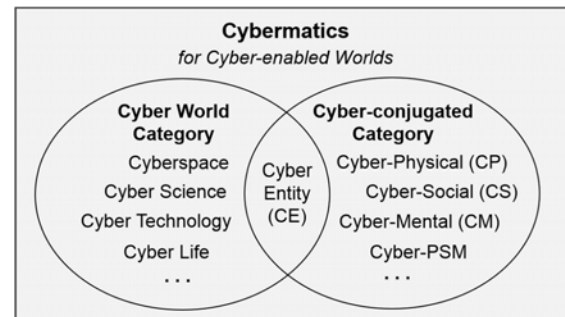 Cybermatics
for Cyber-enabled Worlds
Cyber World
Category
Cyberspace
Cyber Science
Cyber Technology
Cyber Life
. . .
Cyber
Entity
(CE)
Cyber-conjugated
Category
Cyber-Physical (CP)
Cyber-Social (CS)
Cyber-Mental (CM)
Cyber-PSM
. . .